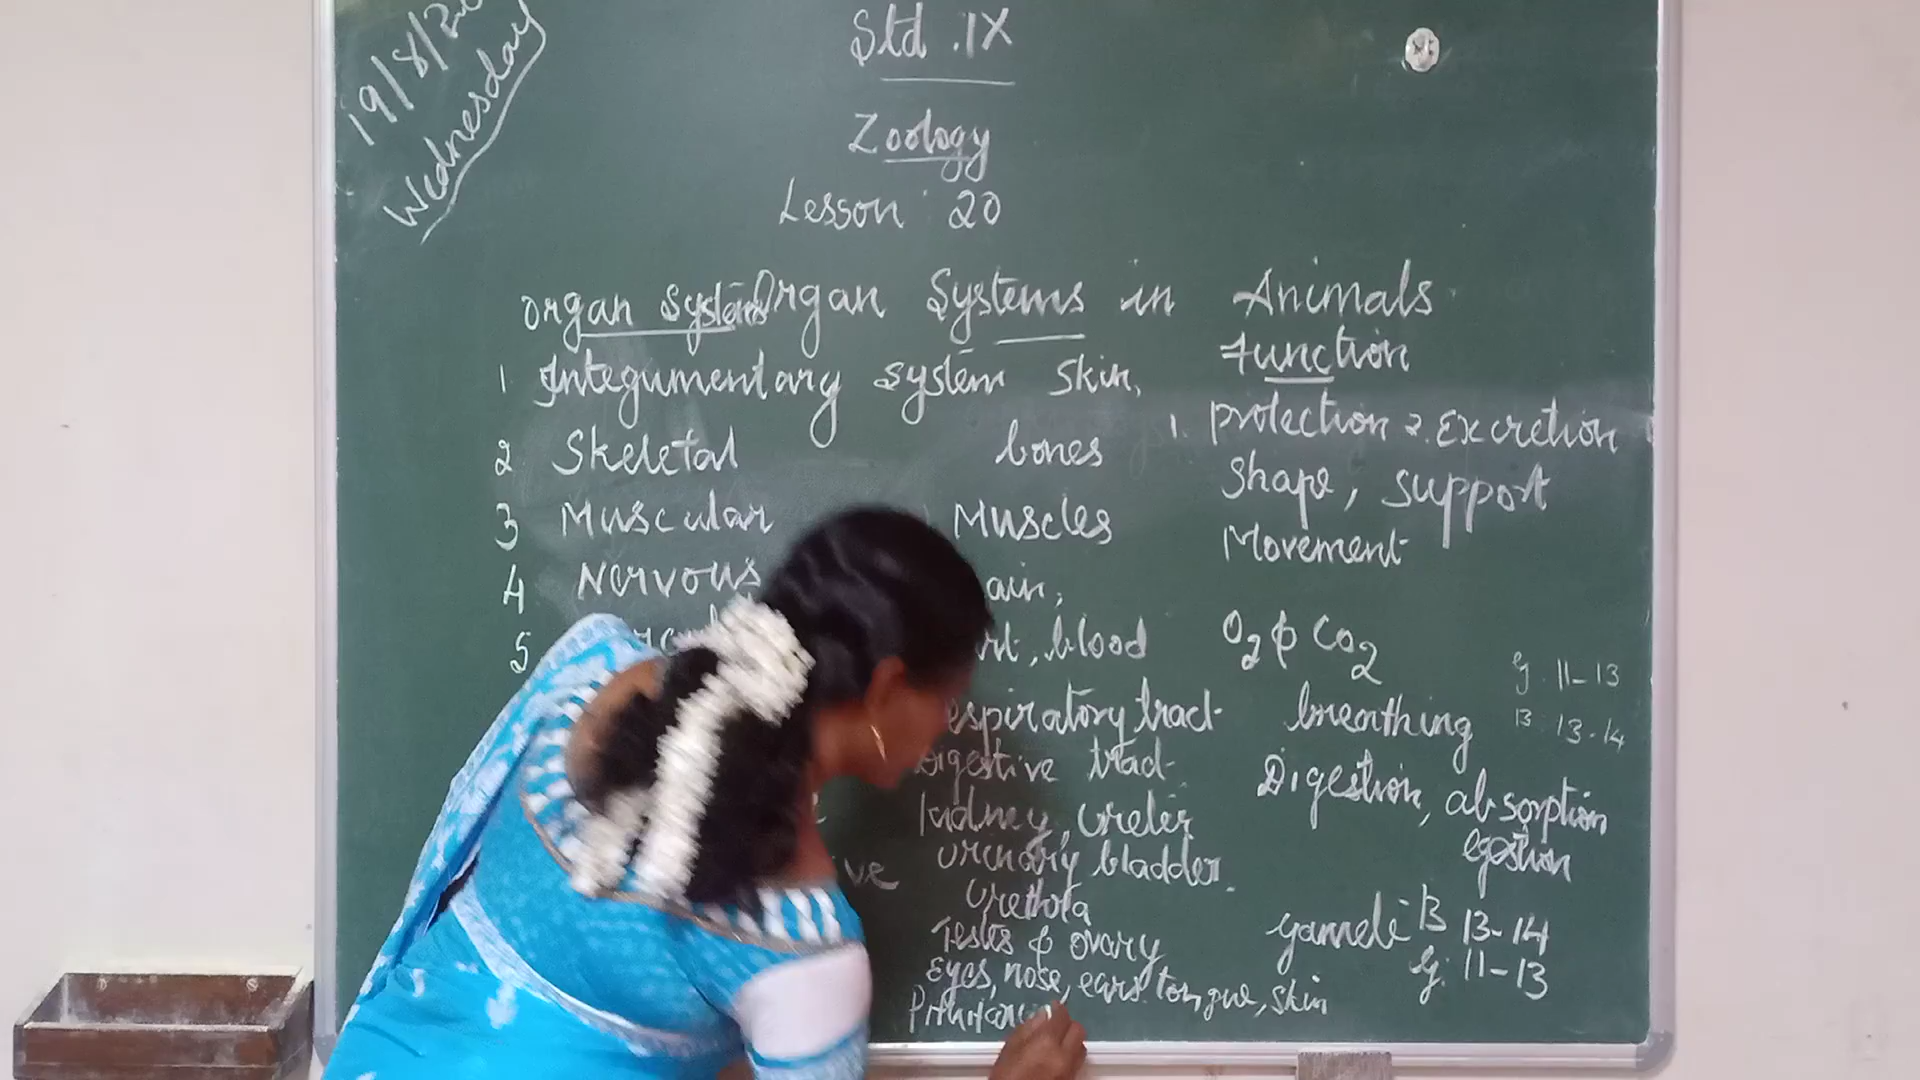 19/8/20
Wednesday
Std. IX
Zoology
Lesson 20
Organ Systems in Animals
Organ System
Function
1 Integumentary system Skin,
1. protection 2. Excretion
2 Skeletal bones
Shape, support
3 Muscular Muscles
Movement
4 Nervous ain,
5 rt, blood O2 & CO2
g. 11-13
espiratory tract breathing
B. 13-14
Digestive tract Digestion, absorption
egestion
kidney, ureter
ive urinary bladder.
Urethra
Testes & ovary gamete B 13-14
g: 11-13
Eyes, nose, ears. tongue, skin